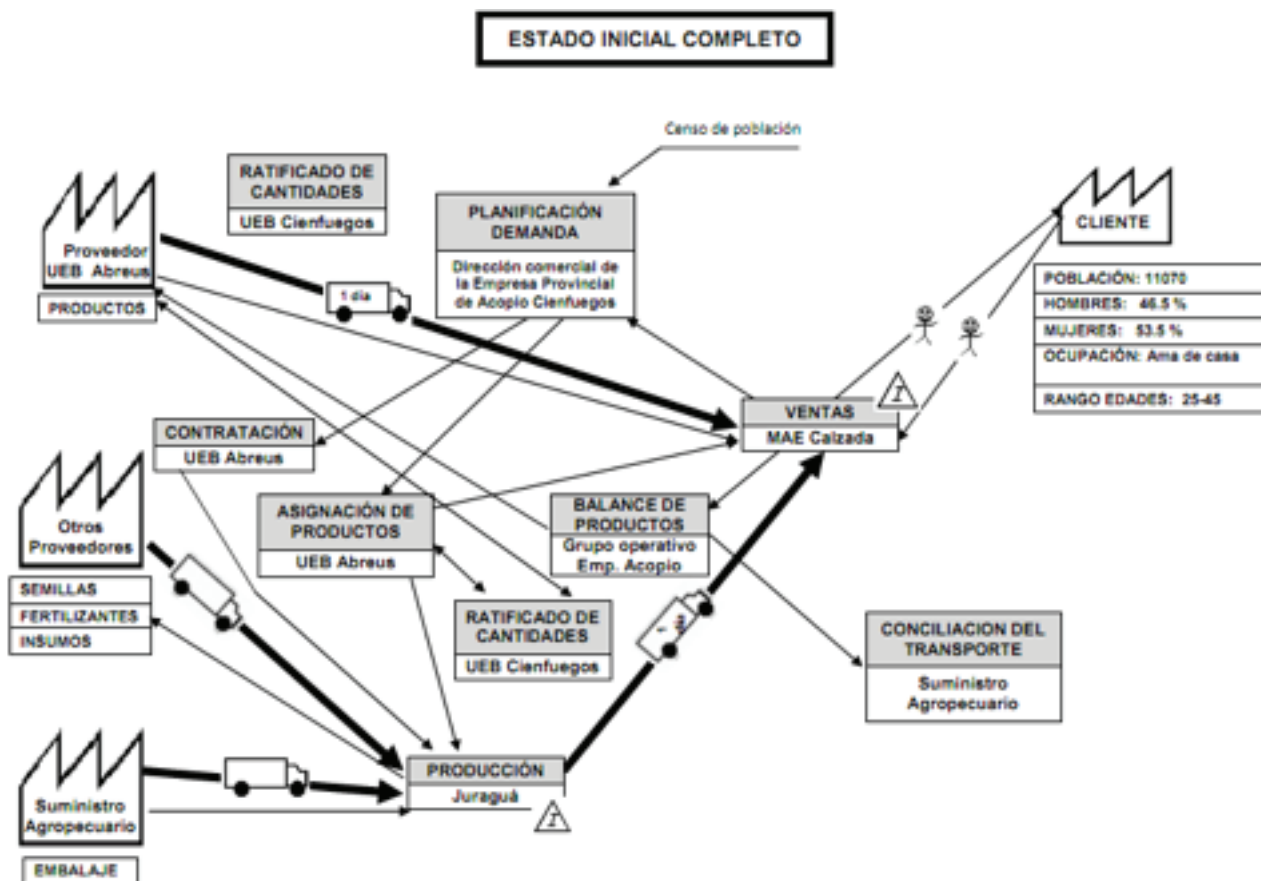 ESTADO INICIAL COMPLETO
Censo de población
RATIFICADO DE
CANTIDADES
UEB Cienfuegos
PLANIFICACIÓN
DEMANDA
Dirección comercial de
la Empresa Provincial
de Acopio Cienfuegos
Proveedor
UEB Abreus
PRODUCTOS
1 día
CLIENTE
POBLACIÓN: 11070
HOMBRES: 46.5 %
MUJERES: 53.5 %
OCUPACIÓN: Ama de casa
RANGO EDADES: 25-45
VENTAS
MAE Calzada
I
CONTRATACIÓN
UEB Abreus
ASIGNACIÓN DE
PRODUCTOS
UEB Abreus
BALANCE DE
PRODUCTOS
Grupo operativo
Emp. Acopio
Otros
Proveedores
SEMILLAS
FERTILIZANTES
INSUMOS
RATIFICADO DE
CANTIDADES
UEB Cienfuegos
1 día
CONCILIACION DEL
TRANSPORTE
Suministro
Agropecuario
PRODUCCIÓN
Juraguá
I
Suministro
Agropecuario
EMBALAJE